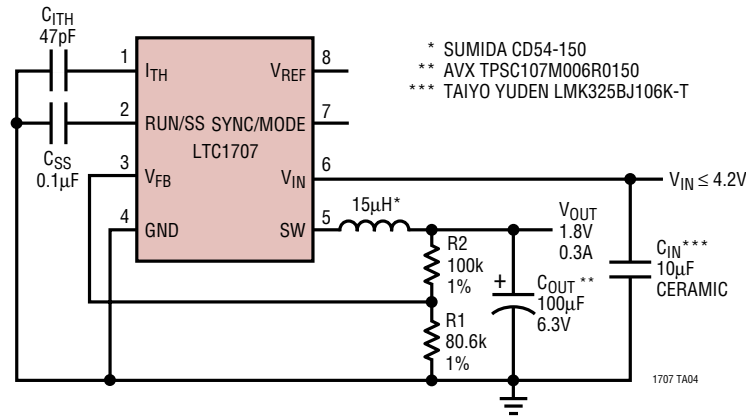 C_ITH
47pF
1
I_TH
V_REF
8
2
RUN/SS
SYNC/MODE
7
LTC1707
C_SS
0.1µF
3
V_FB
V_IN
6
V_IN ≤ 4.2V
4
GND
SW
5
15µH*
V_OUT
1.8V
0.3A
R2
100k
1%
R1
80.6k
1%
+
C_OUT**
100µF
6.3V
C_IN***
10µF
CERAMIC
* SUMIDA CD54-150
** AVX TPSC107M006R0150
*** TAIYO YUDEN LMK325BJ106K-T
1707 TA04